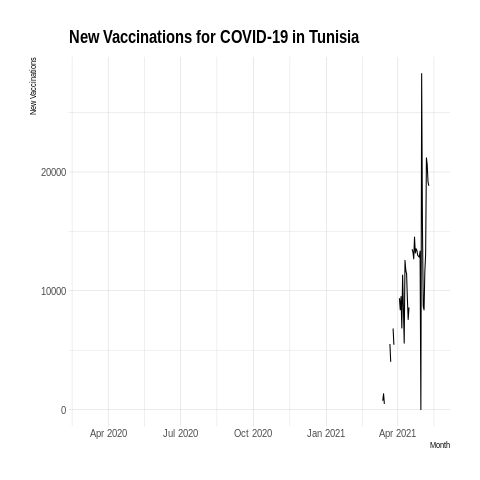 New Vaccinations for COVID-19 in Tunisia
New Vaccinations
20000
10000
0
Apr 2020 Jul 2020 Oct 2020 Jan 2021 Apr 2021
Month